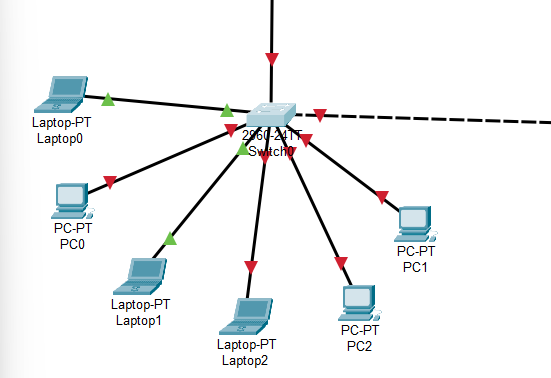 Laptop-PT
Laptop0
2960-24TT
Switch0
PC-PT
PC0
PC-PT
PC1
Laptop-PT
Laptop1
Laptop-PT
Laptop2
PC-PT
PC2